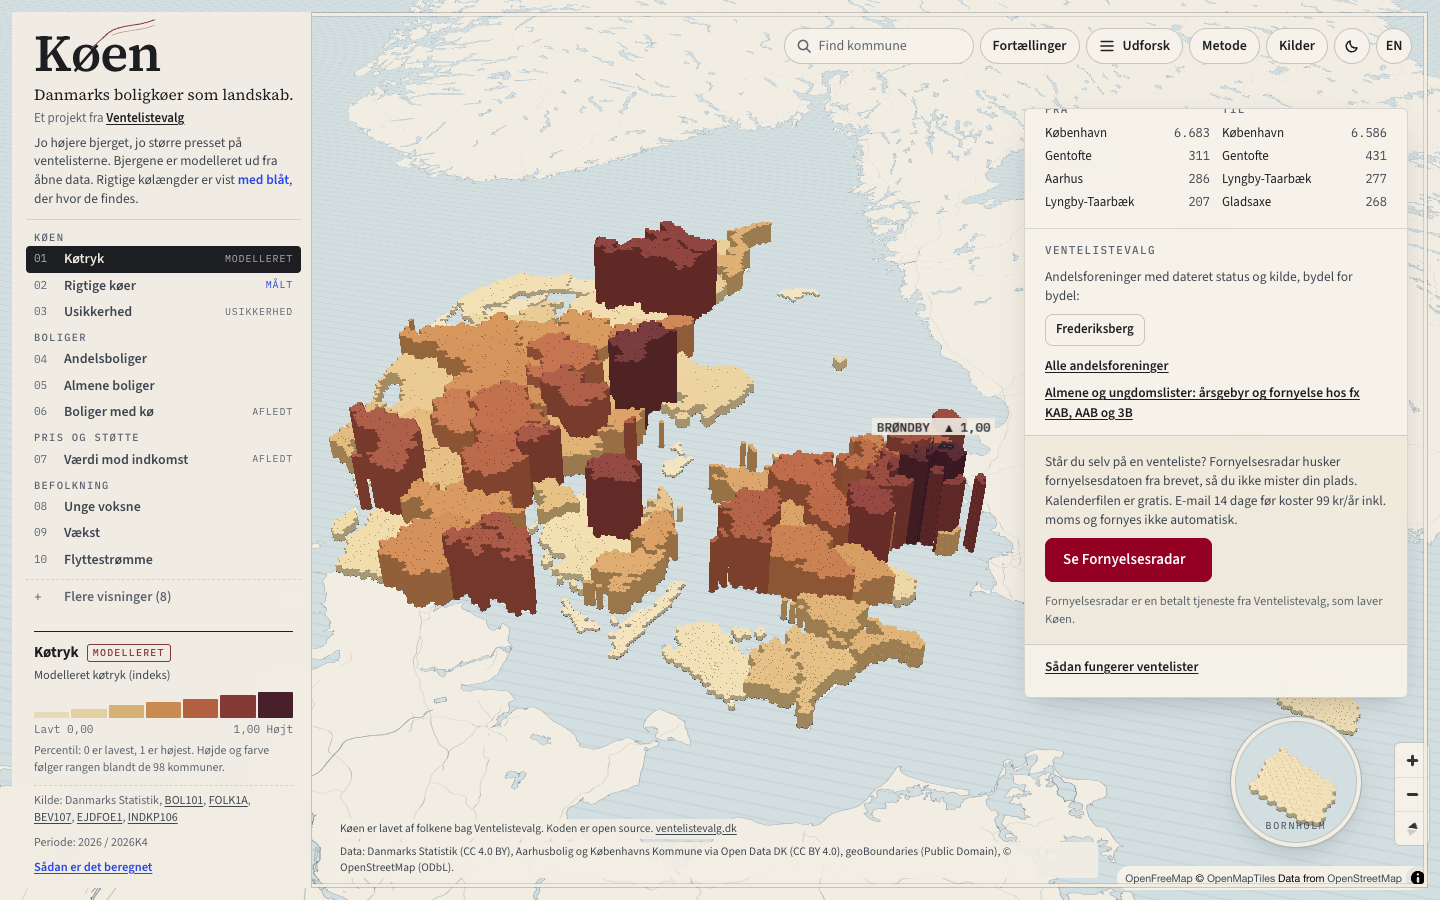 Køen
Danmarks boligkøer som landskab.
Et projekt fra Ventelistevalg
Jo højere bjerget, jo større presset på
ventelisterne. Bjergene er modelleret ud fra
åbne data. Rigtige kølængder er vist med blåt,
der hvor de findes.
KØEN
01 Køtryk MODELLERET
02 Rigtige køer MÅLT
03 Usikkerhed USIKKERHED
BOLIGER
04 Andelsboliger
05 Almene boliger
06 Boliger med kø AFLEDT
PRIS OG STØTTE
07 Værdi mod indkomst AFLEDT
BEFOLKNING
08 Unge voksne
09 Vækst
10 Flyttestrømme
+ Flere visninger (8)
Køtryk MODELLERET
Modelleret køtryk (indeks)
Lavt 0,00 1,00 Højt
Percentil: 0 er lavest, 1 er højest. Højde og farve
følger rangen blandt de 98 kommuner.
Kilde: Danmarks Statistik, BOL101, FOLK1A,
BEV107, EJDFOE1, INDKP106
Periode: 2026 / 2026K4
Sådan er det beregnet
Find kommune Fortællinger Udforsk Metode Kilder EN
FRA TIL
København 6.683 København 6.586
Gentofte 311 Gentofte 431
Aarhus 286 Lyngby-Taarbæk 277
Lyngby-Taarbæk 207 Gladsaxe 268
VENTELISTEVALG
Andelsforeninger med dateret status og kilde, bydel for
bydel:
Frederiksberg
Alle andelsforeninger
Almene og ungdomslister: årsgebyr og fornyelse hos fx
KAB, AAB og 3B
Står du selv på en venteliste? Fornyelsesradar husker
fornyelsesdatoen fra brevet, så du ikke mister din plads.
Kalenderfilen er gratis. E-mail 14 dage før koster 99 kr/år inkl.
moms og fornyes ikke automatisk.
Se Fornyelsesradar
Fornyelsesradar er en betalt tjeneste fra Ventelistevalg, som laver
Køen.
Sådan fungerer ventelister
BRØNDBY ▲ 1,00
BORNHOLM
Køen er lavet af folkene bag Ventelistevalg. Koden er open source. ventelistevalg.dk
Data: Danmarks Statistik (CC 4.0 BY), Aarhusbolig og Københavns Kommune via Open Data DK (CC BY 4.0), geoBoundaries (Public Domain), ©
OpenStreetMap (ODbL).
OpenFreeMap © OpenMapTiles Data from OpenStreetMap